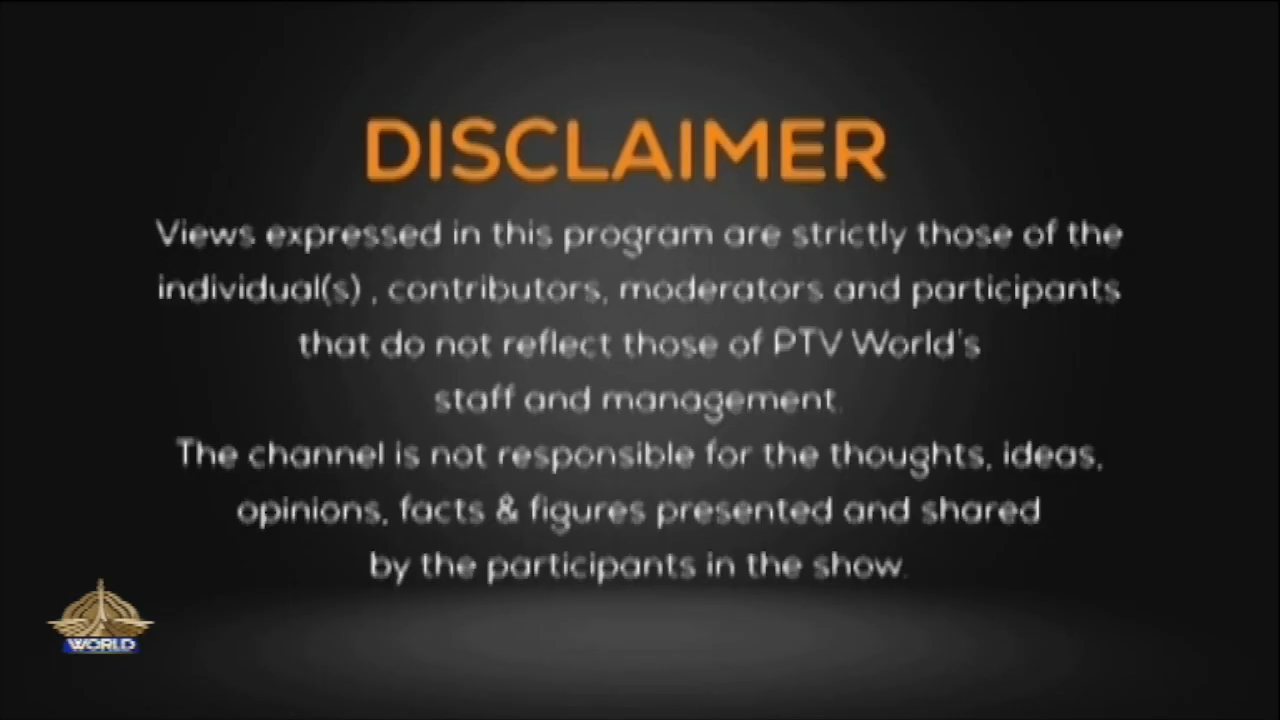 DISCLAIMER
Views expressed in this program are strictly those of the
individual(s) , contributors, moderators and participants
that do not reflect those of PTV World's
staff and management.
The channel is not responsible for the thoughts, ideas,
opinions, facts & figures presented and shared
by the participants in the show.
WORLD